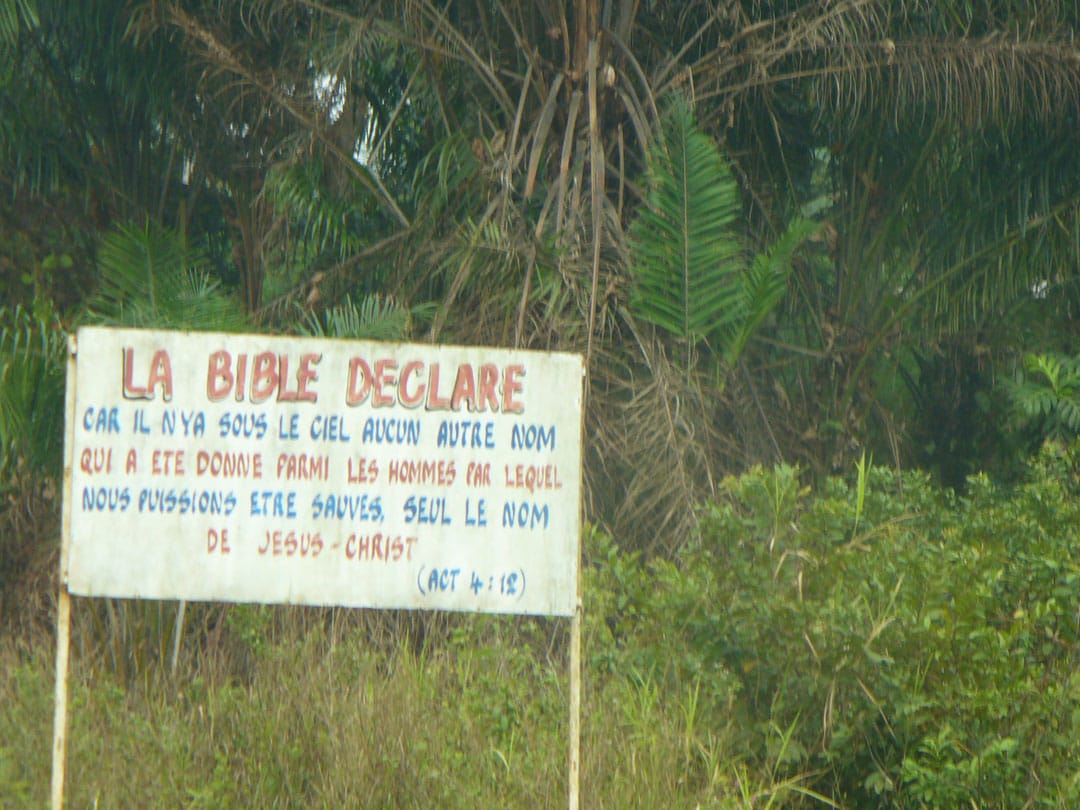 LA BIBLE DECLARE
CAR IL N'YA SOUS LE CIEL AUCUN AUTRE NOM
QUI A ETE DONNE PARMI LES HOMMES PAR LEQUEL
NOUS PUISSIONS ETRE SAUVES, SEUL LE NOM
DE JESUS-CHRIST
(ACT 4:12)